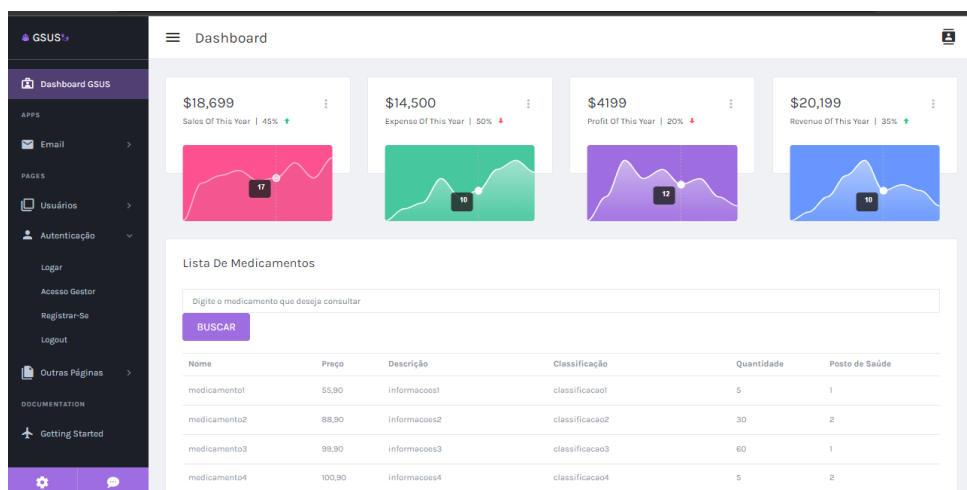 GSUS
Dashboard
Dashboard GSUS
APPS
Email
PAGES
Usuários
Autenticação
Logar
Acesso Gestor
Registrar-Se
Logout
Outras Páginas
DOCUMENTATION
Getting Started
$18,699
Sales Of This Year | 45%
17
$14,500
Expense Of This Year | 50%
10
$4199
Profit Of This Year | 20%
12
$20,199
Revenue Of This Year | 35%
10
Lista De Medicamentos
Digite o medicamento que deseja consultar
BUSCAR
Nome Preço Descrição Classificação Quantidade Posto de Saúde
medicamento1 55,90 informacoes1 classificacao1 5 1
medicamento2 88,90 informacoes2 classificacao2 30 2
medicamento3 99,90 informacoes3 classificacao3 60 1
medicamento4 100,90 informacoes4 classificacao4 5 2